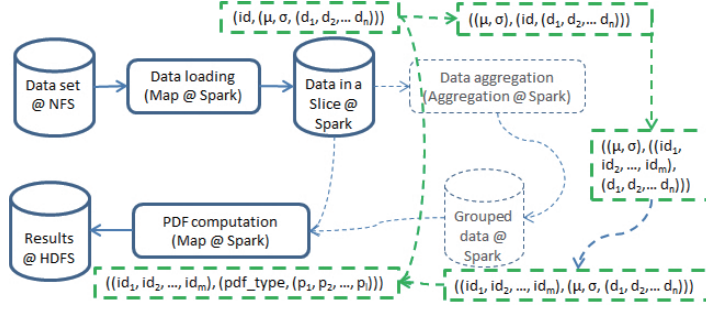 (id, (μ, σ, (d₁, d₂,... dₙ)))
((μ, σ), (id, (d₁, d₂,... dₙ)))
Data set
@ NFS
Data loading
(Map @ Spark)
Data in a
Slice @
Spark
Data aggregation
(Aggregation @ Spark)
((μ, σ), ((id₁,
id₂, ..., idₘ),
(d₁, d₂,... dₙ)))
Results
@ HDFS
PDF computation
(Map @ Spark)
Grouped
data @
Spark
((id₁, id₂, ..., idₘ), (pdf_type, (p₁, p₂, ..., pₗ)))
((id₁, id₂, ..., idₘ), (μ, σ, (d₁, d₂,... dₙ)))